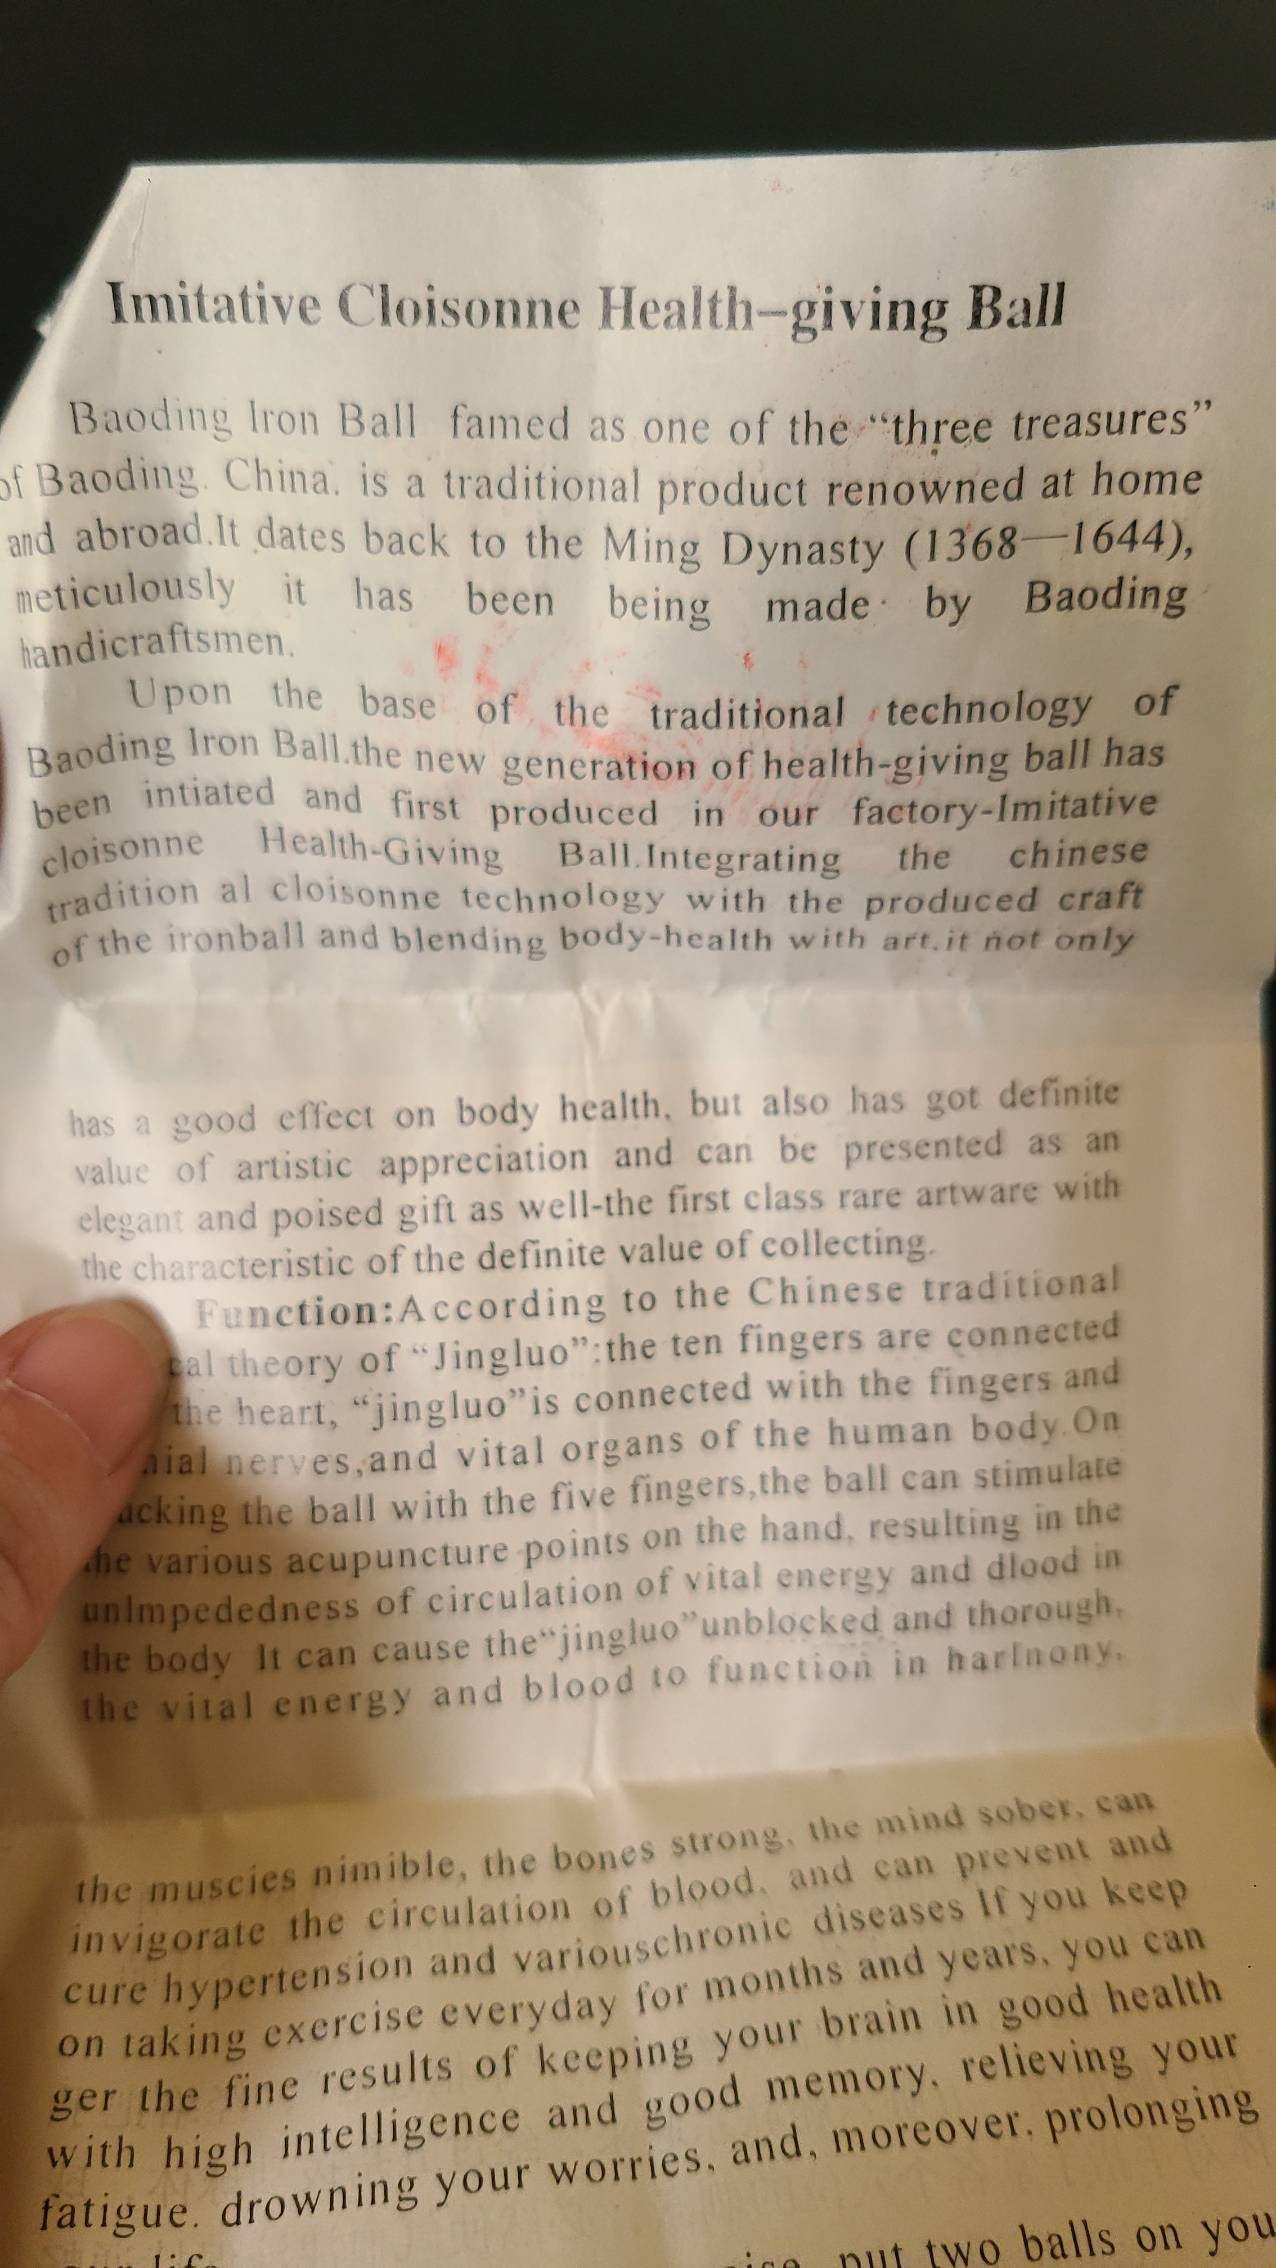 Imitative Cloisonne Health-giving Ball
Baoding Iron Ball famed as one of the “three treasures”
of Baoding. China. is a traditional product renowned at home
and abroad.It dates back to the Ming Dynasty (1368—1644),
meticulously it has been being made by Baoding
handicraftsmen.
Upon the base of the traditional technology of
Baoding Iron Ball.the new generation of health-giving ball has
been intiated and first produced in our factory-Imitative
cloisonne Health-Giving Ball.Integrating the chinese
tradition al cloisonne technology with the produced craft
of the ironball and blending body-health with art.it not only
has a good effect on body health, but also has got definite
value of artistic appreciation and can be presented as an
elegant and poised gift as well-the first class rare artware with
the characteristic of the definite value of collecting.
Function:According to the Chinese traditional
cal theory of “Jingluo”:the ten fingers are connected
the heart, “jingluo”is connected with the fingers and
nial nerves,and vital organs of the human body.On
acking the ball with the five fingers,the ball can stimulate
the various acupuncture points on the hand, resulting in the
unImpededness of circulation of vital energy and dlood in
the body It can cause the“jingluo”unblocked and thorough,
the vital energy and blood to function in harInony,
the muscies nimible, the bones strong, the mind sober, can
invigorate the circulation of blood, and can prevent and
cure hypertension and variouschronic diseases If you keep
on taking exercise everyday for months and years, you can
ger the fine results of keeping your brain in good health
with high intelligence and good memory, relieving your
fatigue. drowning your worries, and, moreover, prolonging
put two balls on you